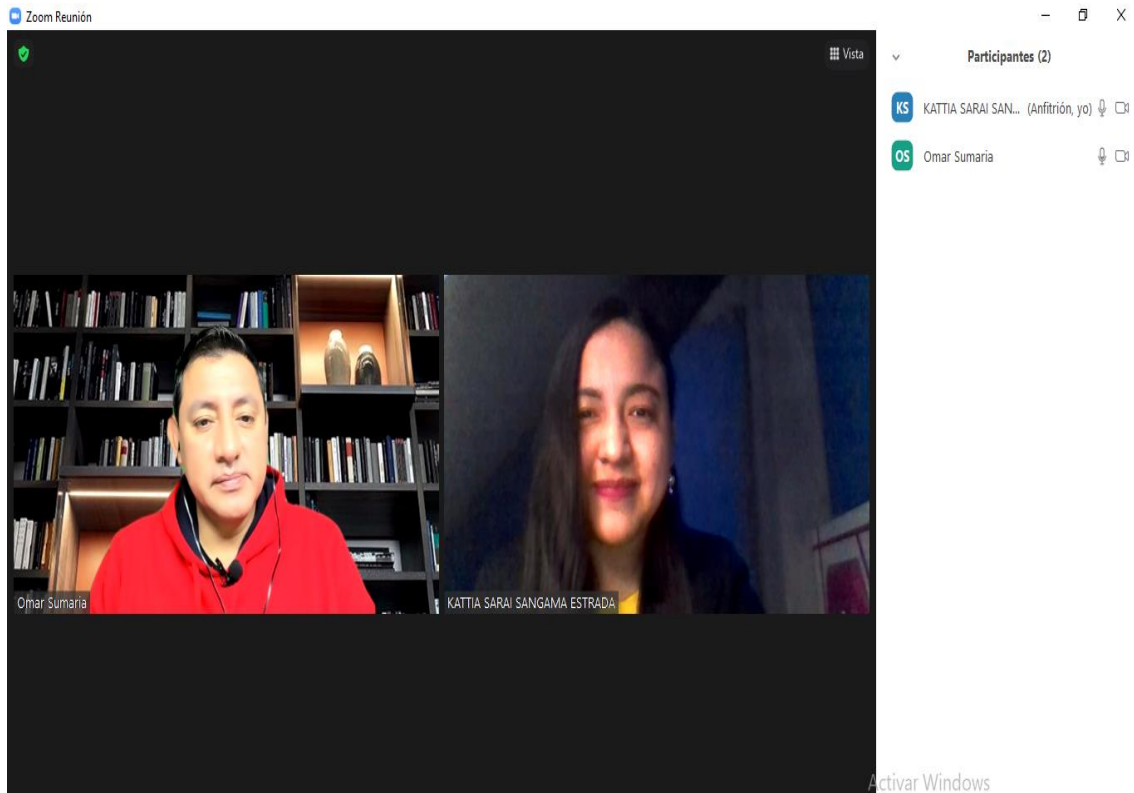 Zoom Reunión
Vista
Participantes (2)
KS KATTIA SARAI SAN... (Anfitrión, yo)
OS Omar Sumaria
Omar Sumaria
KATTIA SARAI SANGAMA ESTRADA
Activar Windows